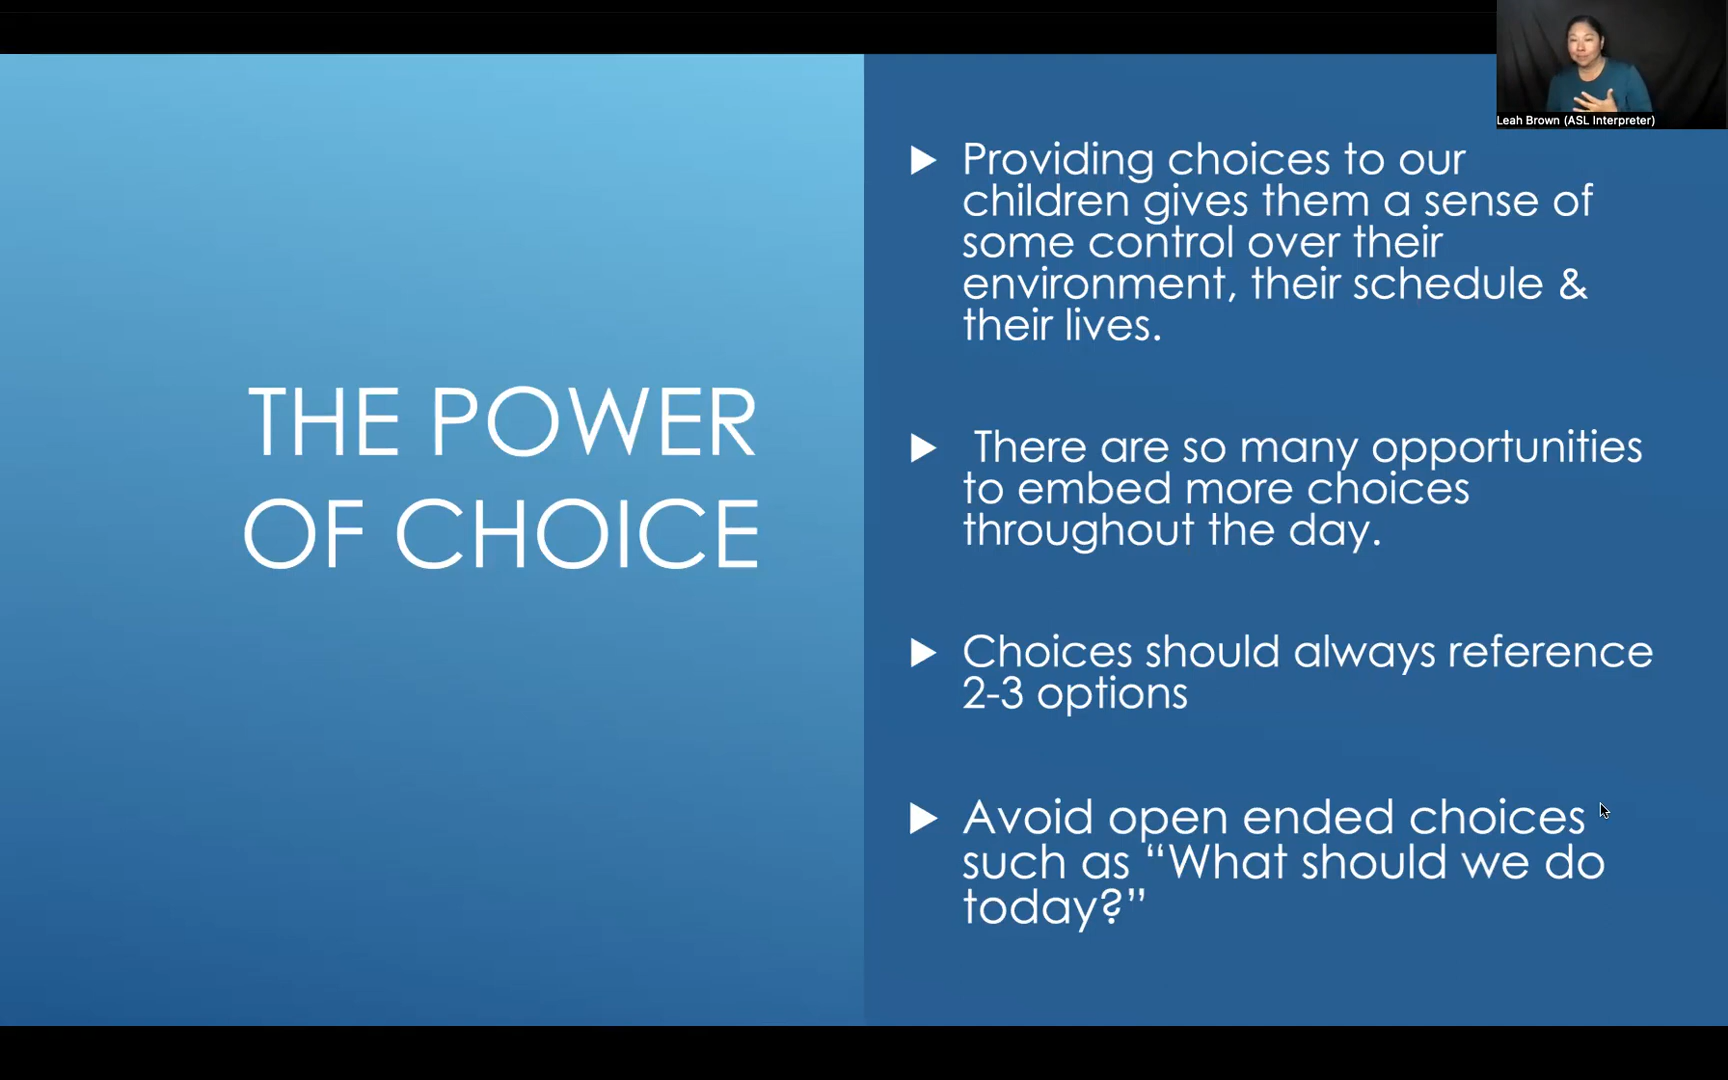 Leah Brown (ASL Interpreter)
THE POWER
OF CHOICE
Providing choices to our
children gives them a sense of
some control over their
environment, their schedule &
their lives.
There are so many opportunities
to embed more choices
throughout the day.
Choices should always reference
2-3 options
Avoid open ended choices
such as “What should we do
today?”